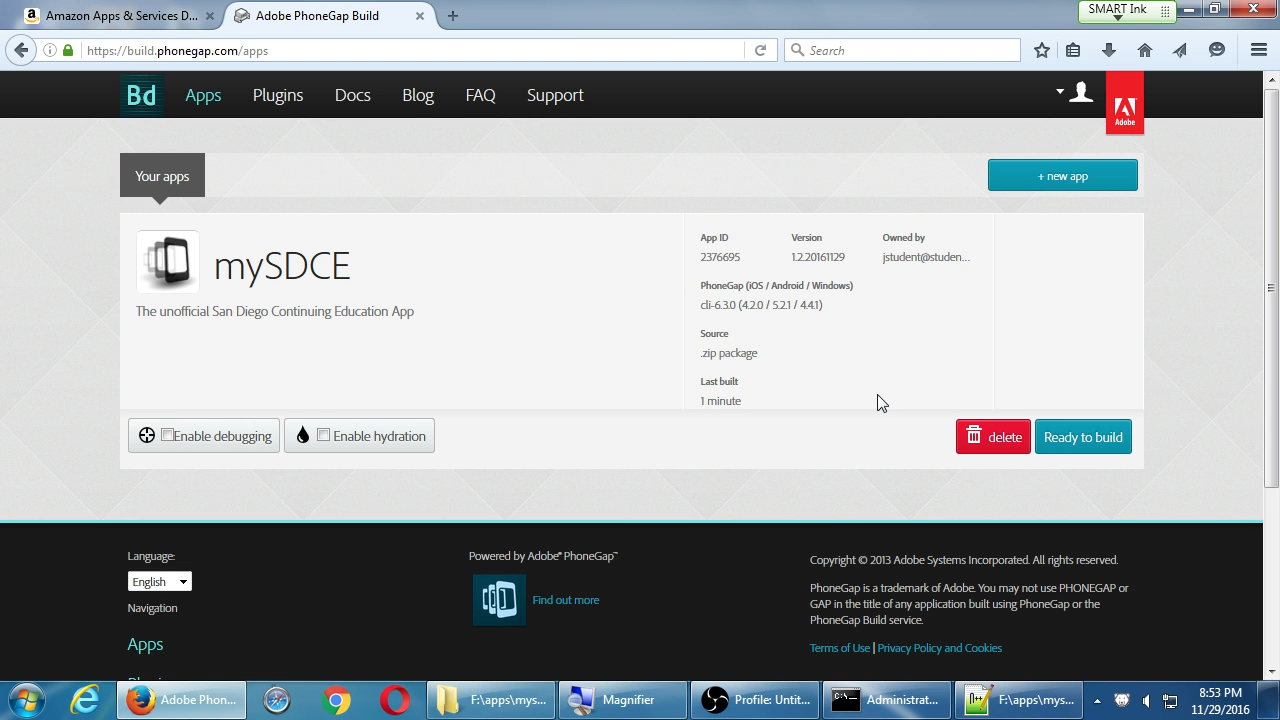 Amazon Apps & Services D...
Adobe PhoneGap Build
SMART Ink
https://build.phonegap.com/apps
Search
Bd
Apps
Plugins
Docs
Blog
FAQ
Support
Adobe
Your apps
+ new app
mySDCE
The unofficial San Diego Continuing Education App
App ID
Version
Owned by
2376695
1.2.20161129
jstudent@studen...
PhoneGap (iOS / Android / Windows)
cli-6.3.0 (4.2.0 / 5.2.1 / 4.4.1)
Source
.zip package
Last built
1 minute
Enable debugging
Enable hydration
delete
Ready to build
Language:
English
Navigation
Apps
Plugins
Powered by Adobe® PhoneGap™
Find out more
Copyright © 2013 Adobe Systems Incorporated. All rights reserved.
PhoneGap is a trademark of Adobe. You may not use PHONEGAP or
GAP in the title of any application built using PhoneGap or the
PhoneGap Build service.
Terms of Use | Privacy Policy and Cookies
Adobe Phon...
F:\apps\mys...
Magnifier
Profile: Untit...
C:\
Administrat...
F:\apps\mys...
8:53 PM
11/29/2016